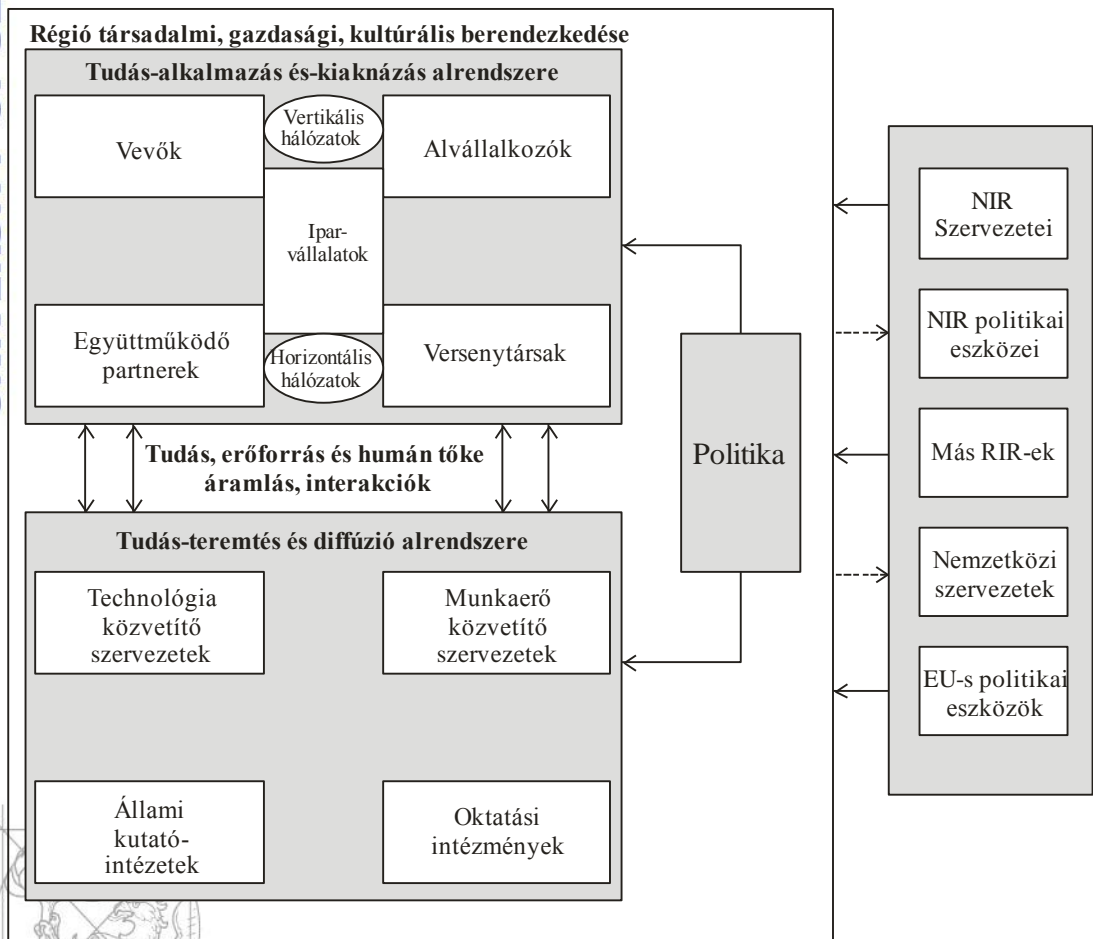 Régió társadalmi, gazdasági, kultúrális berendezkedése
Tudás-alkalmazás és-kiaknázás alrendszere
Vevők
Vertikális
hálózatok
Alvállalkozók
Ipar-
vállalatok
Együttműködő
partnerek
Horizontális
hálózatok
Versenytársak
Tudás, erőforrás és humán tőke
áramlás, interakciók
Tudás-teremtés és diffúzió alrendszere
Technológia
közvetítő
szervezetek
Munkaerő
közvetítő
szervezetek
Állami
kutató-
intézetek
Oktatási
intézmények
Politika
NIR
Szervezetei
NIR politikai
eszközei
Más RIR-ek
Nemzetközi
szervezetek
EU-s politikai
eszközök